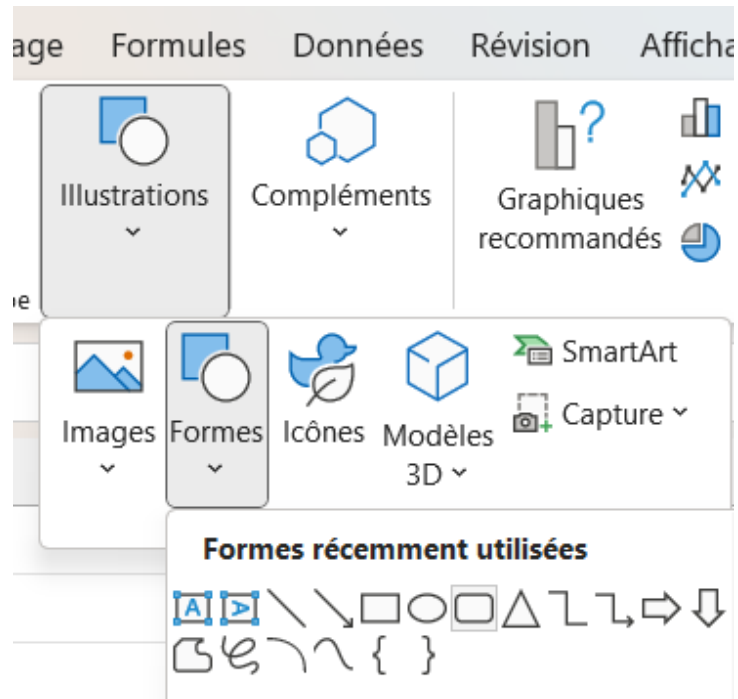 age Formules Données Révision Afficha
Illustrations Compléments Graphiques
recommandés
pe
Images Formes Icônes Modèles
3D
SmartArt
Capture
Formes récemment utilisées
A A
{ }